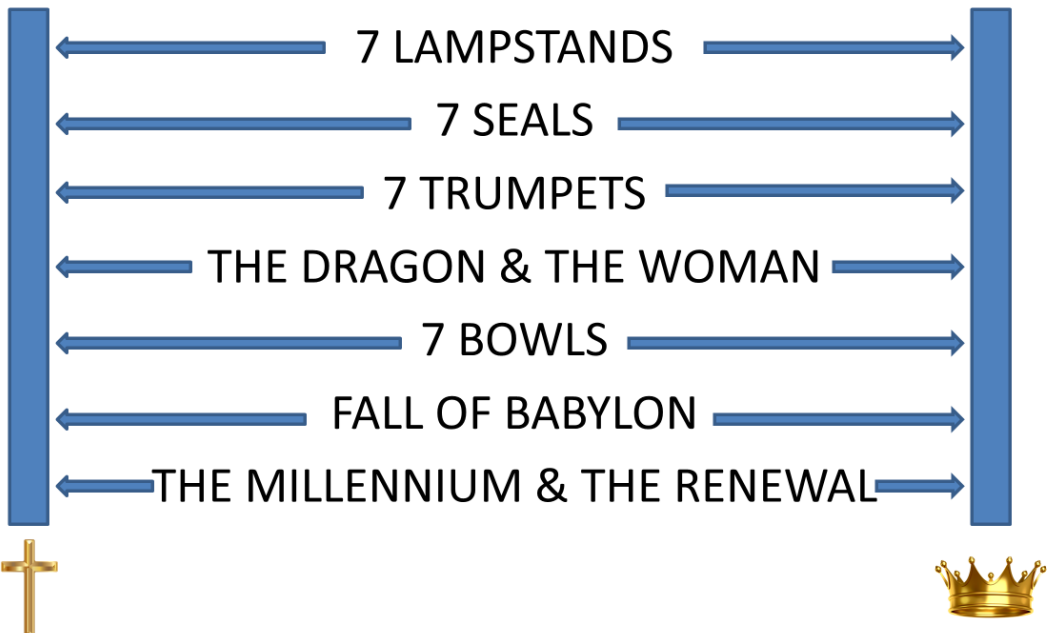 7 LAMPSTANDS
7 SEALS
7 TRUMPETS
THE DRAGON & THE WOMAN
7 BOWLS
FALL OF BABYLON
THE MILLENNIUM & THE RENEWAL